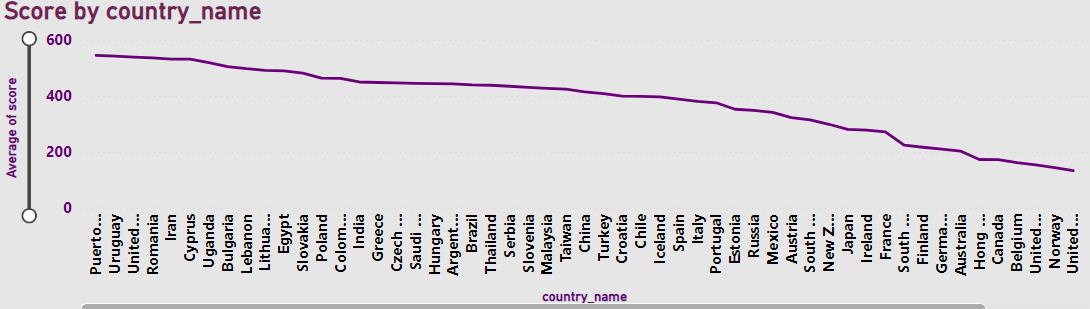 Score by country_name
600
400
200
0
Average of score
Puerto...
Uruguay
United...
Romania
Iran
Cyprus
Uganda
Bulgaria
Lebanon
Lithua...
Egypt
Slovakia
Poland
Colom...
India
Greece
Czech ...
Saudi ...
Hungary
Argent...
Brazil
Thailand
Serbia
Slovenia
Malaysia
Taiwan
China
Turkey
Croatia
Chile
Iceland
Spain
Italy
Portugal
Estonia
Russia
Mexico
Austria
South ...
New Z...
Japan
Ireland
France
South ...
Finland
Germa...
Australia
Hong ...
Canada
Belgium
United...
Norway
United...
country_name